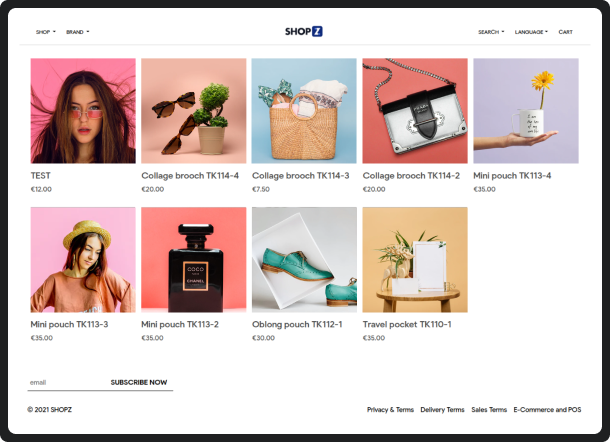 SHOP BRAND SHOPZ SEARCH LANGUAGE CART
TEST Collage brooch TK114-4 Collage brooch TK114-3 Collage brooch TK114-2 Mini pouch TK113-4
€12.00 €20.00 €7.50 €20.00 €35.00
COCO
CHANEL
Mini pouch TK113-3 Mini pouch TK113-2 Oblong pouch TK112-1 Travel pocket TK110-1
€35.00 €35.00 €30.00 €35.00
email SUBSCRIBE NOW
© 2021 SHOPZ Privacy & Terms Delivery Terms Sales Terms E-Commerce and POS